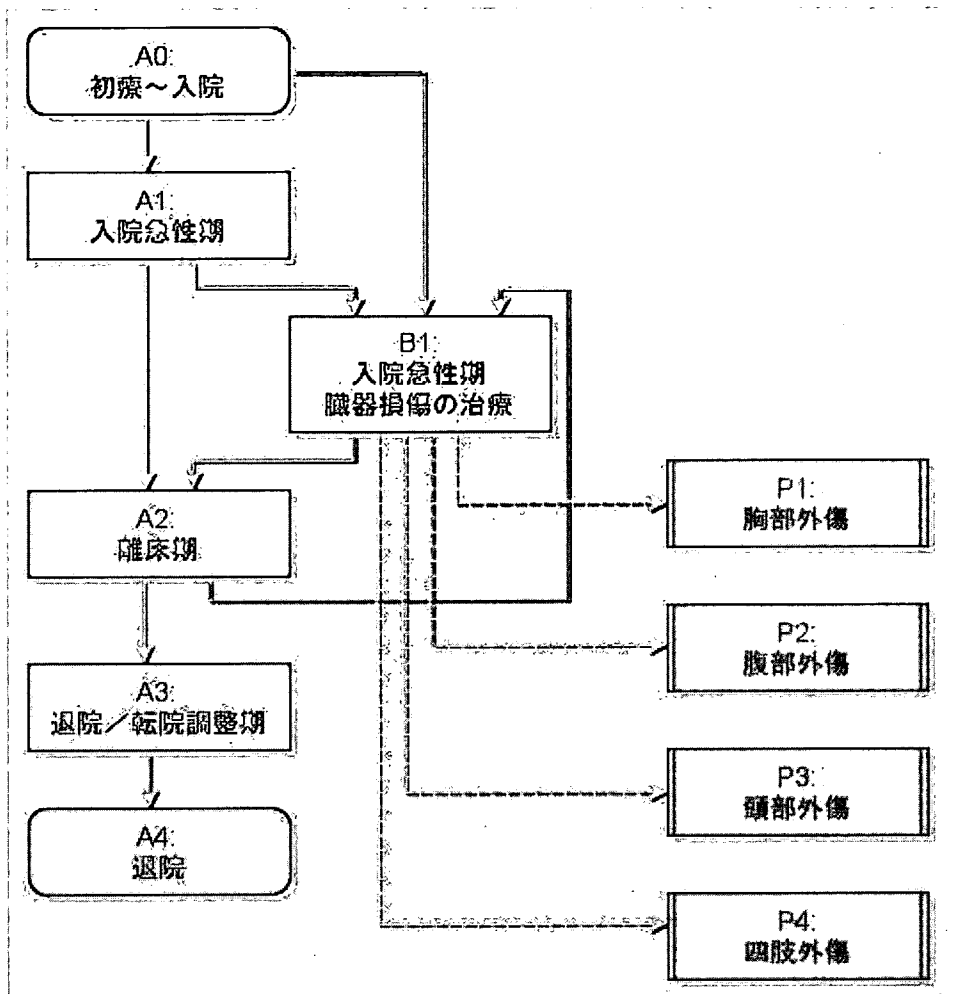 A0:
初療～入院
A1:
入院急性期
B1:
入院急性期
臓器損傷の治療
A2:
離床期
A3:
退院／転院調整期
A4:
退院
P1:
胸部外傷
P2:
腹部外傷
P3:
頭部外傷
P4:
四肢外傷